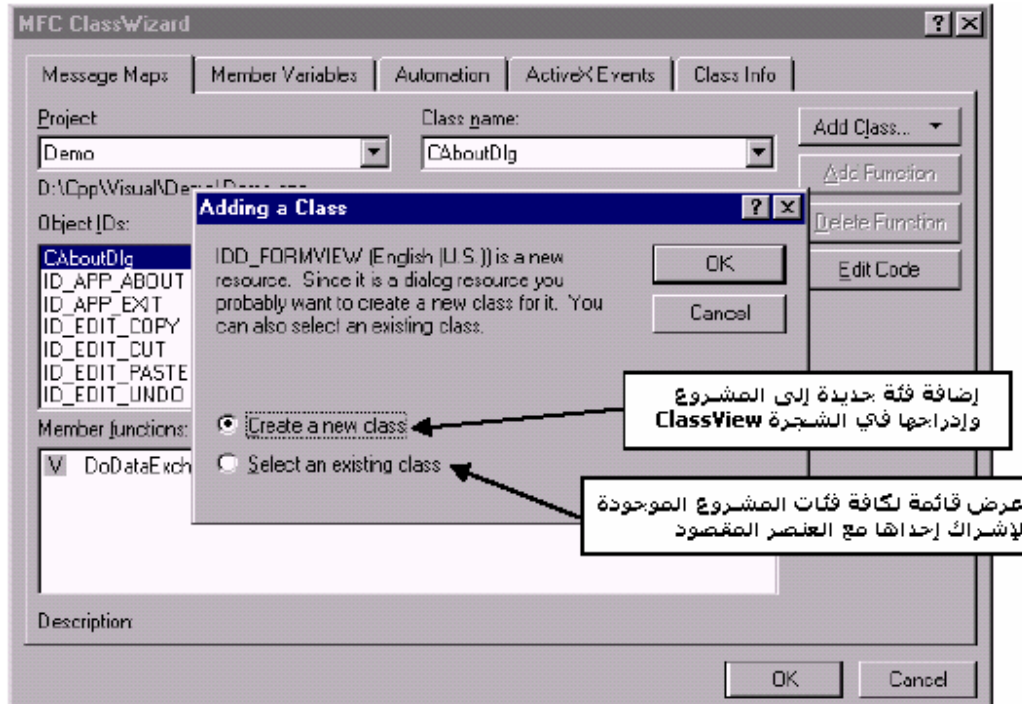 MFC ClassWizard
Message Maps Member Variables Automation ActiveX Events Class Info
Project: Class name:
Demo CAboutDlg
Add Class...
Add Function
Delete Function
Edit Code
D:\Cpp\Visual\
Object IDs:
CAboutDlg
ID_APP_ABOUT
ID_APP_EXIT
ID_EDIT_COPY
ID_EDIT_CUT
ID_EDIT_PASTE
ID_EDIT_UNDO
Adding a Class
IDD_FORMVIEW (English (U.S.)) is a new
resource. Since it is a dialog resource you
probably want to create a new class for it. You
can also select an existing class.
OK
Cancel
Create a new class
Select an existing class
إضافة فئة جديدة إلى المشروع
وإدراجها في الشجرة ClassView
عرض قائمة لكافة فئات المشروع الموجودة
لإشراك إحداها مع العنصر المقصود
Member functions:
V DoDataExch
Description:
OK Cancel